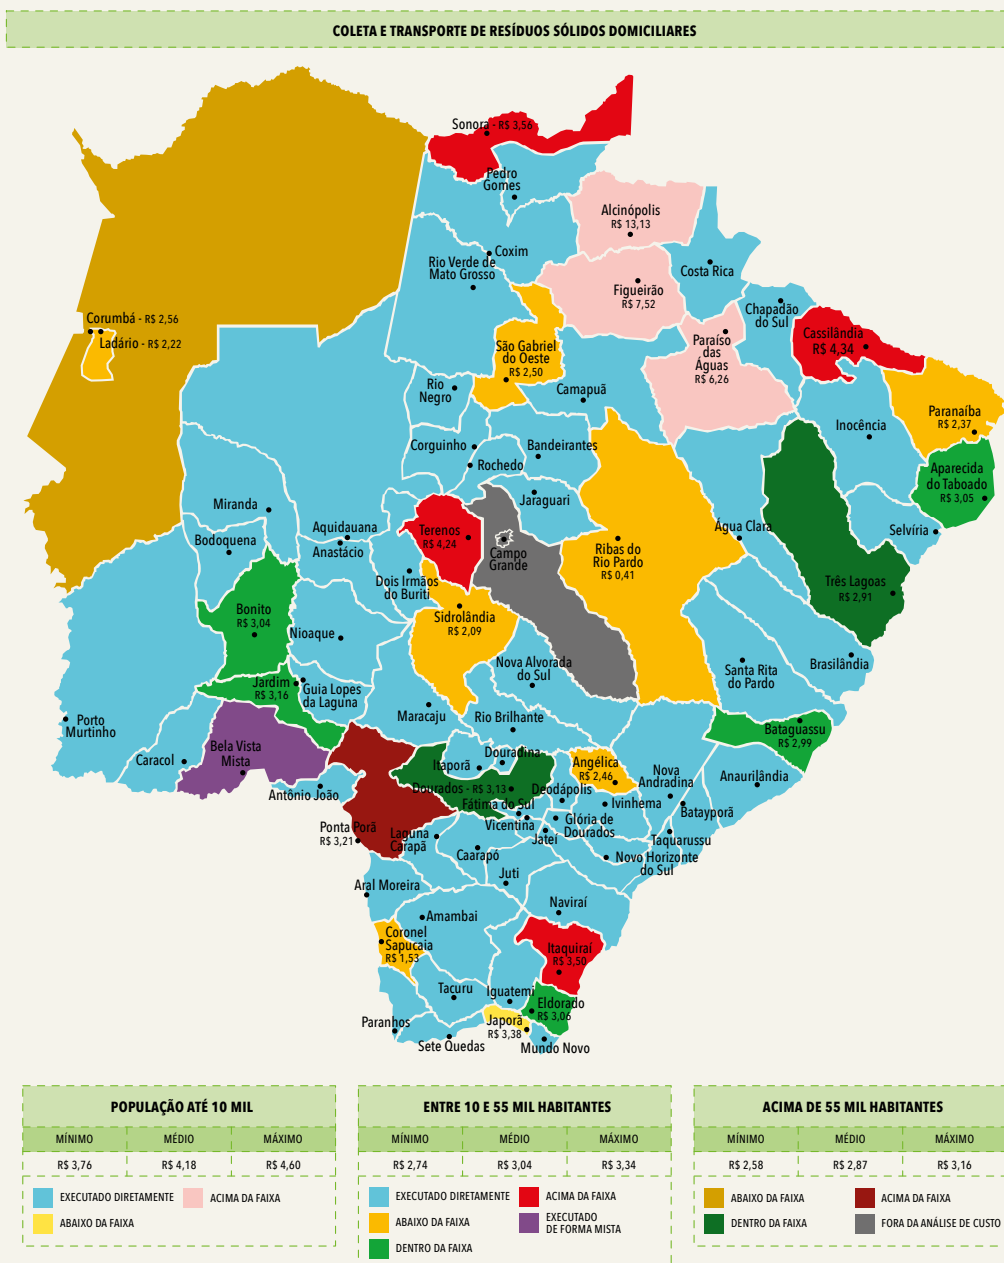 COLETA E TRANSPORTE DE RESÍDUOS SÓLIDOS DOMICILIARES
Sonora - R$ 3,56
Pedro
Gomes
Alcinópolis
R$ 13,13
Coxim
Rio Verde de
Mato Grosso
Costa Rica
Figueirão
R$ 7,52
Chapadão
do Sul
Corumbá - R$ 2,56
Ladário - R$ 2,22
Cassilândia
R$ 4,34
Paraíso
das
Águas
R$ 6,26
São Gabriel
do Oeste
R$ 2,50
Rio
Negro
Camapuã
Paranaíba
R$ 2,37
Inocência
Corguinho
Bandeirantes
Rochedo
Aparecida
do Taboado
R$ 3,05
Jaraguari
Miranda
Aquidauana
Anastácio
Terenos
R$ 4,24
Água Clara
Selvíria
Bodoquena
Campo
Grande
Ribas do
Rio Pardo
R$ 0,41
Dois Irmãos
do Buriti
Três Lagoas
R$ 2,91
Bonito
R$ 3,04
Sidrolândia
R$ 2,09
Nioaque
Nova Alvorada
do Sul
Santa Rita
do Pardo
Brasilândia
Jardim
R$ 3,16
Guia Lopes
da Laguna
Porto
Murtinho
Maracaju
Rio Brilhante
Bataguassu
R$ 2,99
Caracol
Bela Vista
Mista
Itaporã
Douradina
Angélica
R$ 2,46
Nova
Andradina
Anaurilândia
Antônio João
Dourados - R$ 3,13
Deodápolis
Fátima do Sul
Ivinhema
Batayporã
Vicentina
Glória de
Dourados
Ponta Porã
R$ 3,21
Laguna
Carapã
Jateí
Taquarussu
Caarapó
Novo Horizonte
do Sul
Juti
Aral Moreira
Naviraí
Amambai
Coronel
Sapucaia
R$ 1,53
Itaquiraí
R$ 3,50
Tacuru
Iguatemi
Eldorado
R$ 3,06
Paranhos
Japorã
R$ 3,38
Sete Quedas
Mundo Novo
POPULAÇÃO ATÉ 10 MIL
MÍNIMO MÉDIO MÁXIMO
R$ 3,76 R$ 4,18 R$ 4,60
EXECUTADO DIRETAMENTE ACIMA DA FAIXA
ABAIXO DA FAIXA
ENTRE 10 E 55 MIL HABITANTES
MÍNIMO MÉDIO MÁXIMO
R$ 2,74 R$ 3,04 R$ 3,34
EXECUTADO DIRETAMENTE ACIMA DA FAIXA
ABAIXO DA FAIXA EXECUTADO
DE FORMA MISTA
DENTRO DA FAIXA
ACIMA DE 55 MIL HABITANTES
MÍNIMO MÉDIO MÁXIMO
R$ 2,58 R$ 2,87 R$ 3,16
ABAIXO DA FAIXA ACIMA DA FAIXA
DENTRO DA FAIXA FORA DA ANÁLISE DE CUSTO